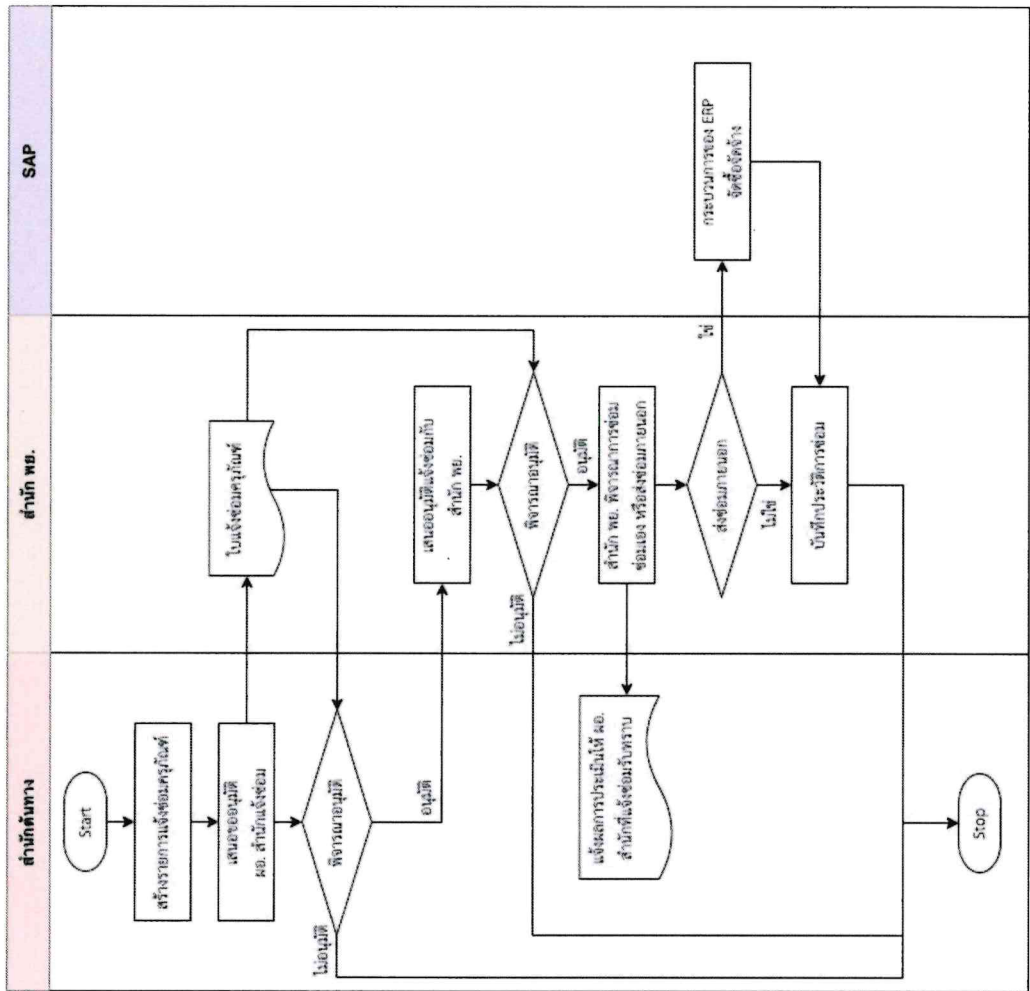 สำนักต้นทาง
สำนัก พย.
SAP
Start
สร้างรายการแจ้งซ่อมครุภัณฑ์
เสนอขออนุมัติ
ผอ. สำนักแจ้งซ่อม
ใบแจ้งซ่อมครุภัณฑ์
พิจารณาอนุมัติ
ไม่อนุมัติ
อนุมัติ
เสนออนุมัติแจ้งซ่อมกับ
สำนัก พย.
พิจารณาอนุมัติ
ไม่อนุมัติ
อนุมัติ
สำนัก พย. พิจารณาการซ่อม
ซ่อมเอง หรือส่งซ่อมภายนอก
แจ้งผลการประเมินให้ ผอ.
สำนักที่แจ้งซ่อมรับทราบ
ส่งซ่อมภายนอก
ใช่
ไม่ใช่
กระบวนการของ ERP
จัดซื้อจัดจ้าง
บันทึกประวัติการซ่อม
Stop